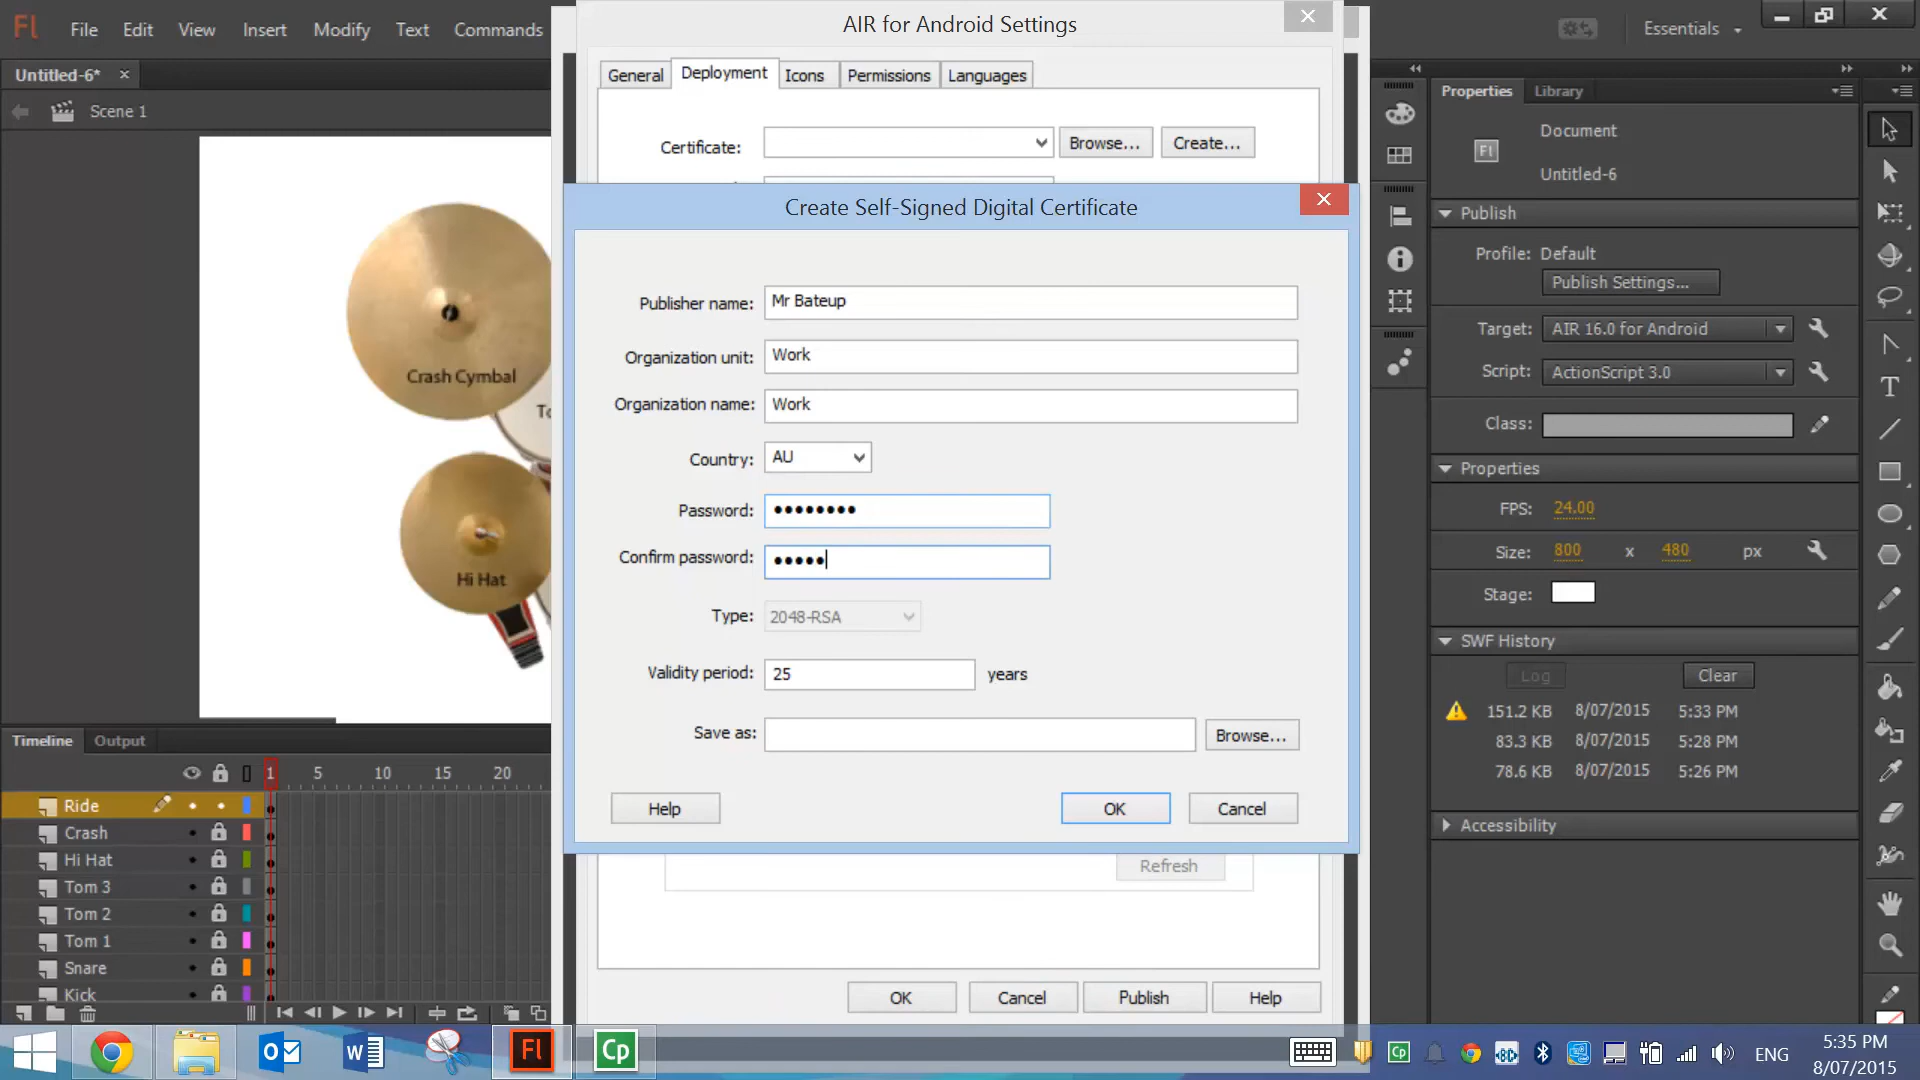 Fl File Edit View Insert Modify Text Commands
AIR for Android Settings
Essentials
Untitled-6*
Scene 1
General Deployment Icons Permissions Languages
Certificate: Browse... Create...
Create Self-Signed Digital Certificate
Publisher name: Mr Bateup
Organization unit: Work
Organization name: Work
Country: AU
Password: ••••••••
Confirm password: •••••
Type: 2048-RSA
Validity period: 25 years
Save as: Browse...
Help OK Cancel
Refresh
OK Cancel Publish Help
Crash Cymbal
Hi Hat
Properties Library
Document
Fl
Untitled-6
Publish
Profile: Default
Publish Settings...
Target: AIR 16.0 for Android
Script: ActionScript 3.0
Class:
Properties
FPS: 24.00
Size: 800 x 480 px
Stage:
SWF History
Log Clear
151.2 KB 8/07/2015 5:33 PM
83.3 KB 8/07/2015 5:28 PM
78.6 KB 8/07/2015 5:26 PM
Accessibility
Timeline Output
1 5 10 15 20
Ride
Crash
Hi Hat
Tom 3
Tom 2
Tom 1
Snare
Kick
Fl Cp
Cp
ENG
5:35 PM
8/07/2015